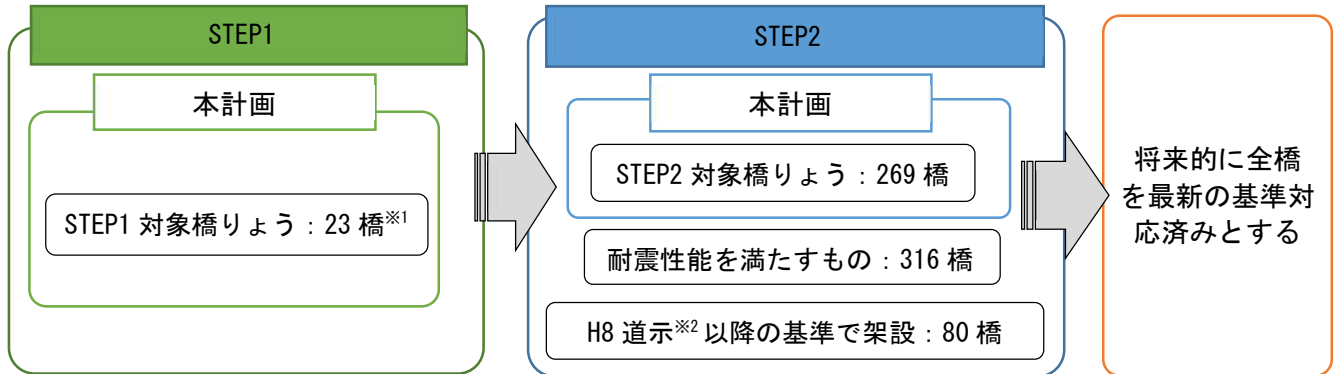 STEP1
本計画
STEP1 対象橋りょう：23 橋※1
STEP2
本計画
STEP2 対象橋りょう：269 橋
耐震性能を満たすもの：316 橋
H8 道示※2 以降の基準で架設：80 橋
将来的に全橋
を最新の基準対
応済みとする